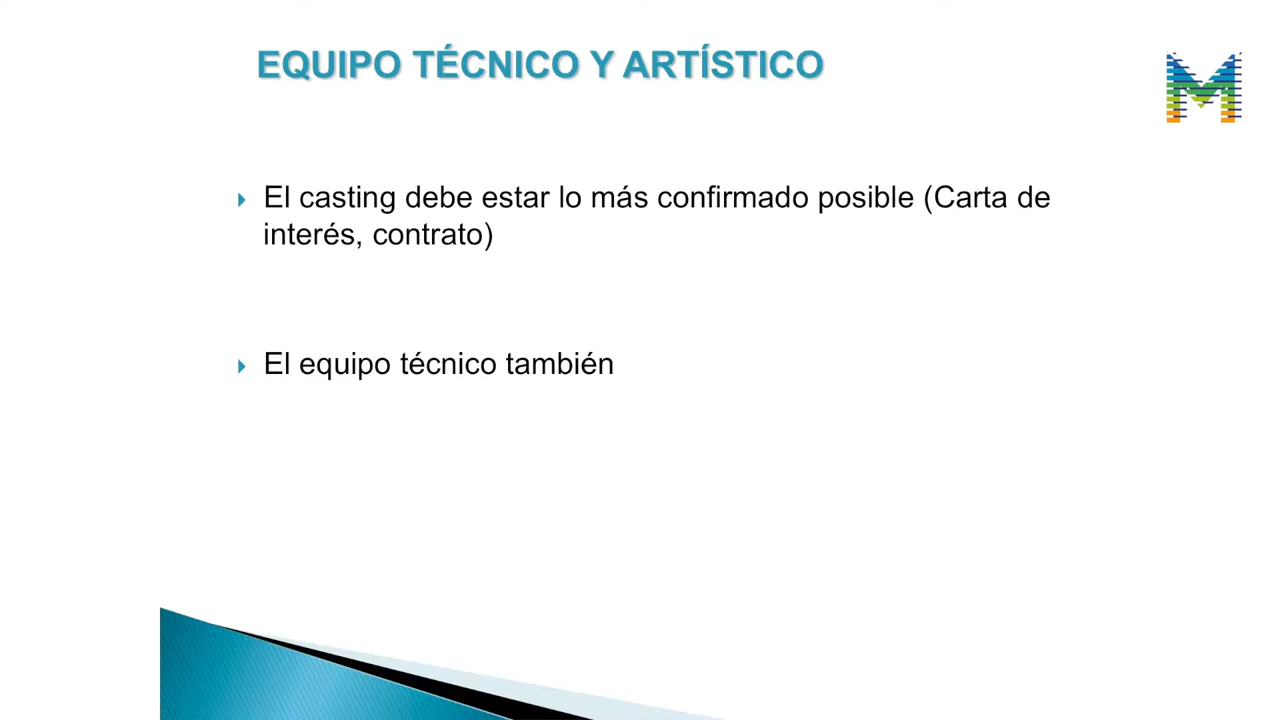 EQUIPO TÉCNICO Y ARTÍSTICO
El casting debe estar lo más confirmado posible (Carta de
interés, contrato)
El equipo técnico también